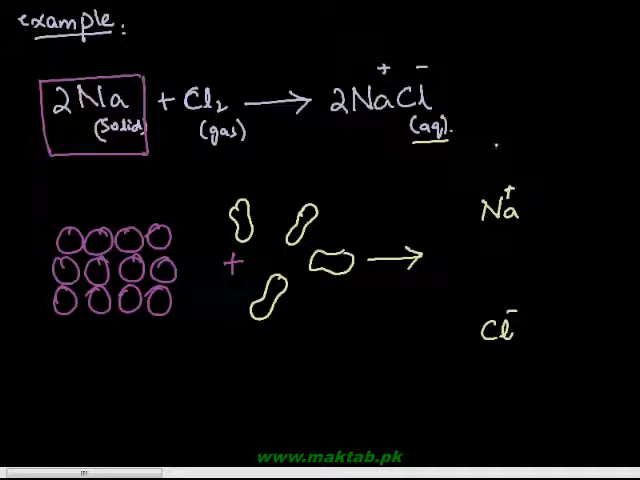 example:
2Na + Cl₂ → 2Na⁺Cl⁻
(solid) (gas) (aq).
Na⁺
+ →
Cl⁻
www.maktab.pk